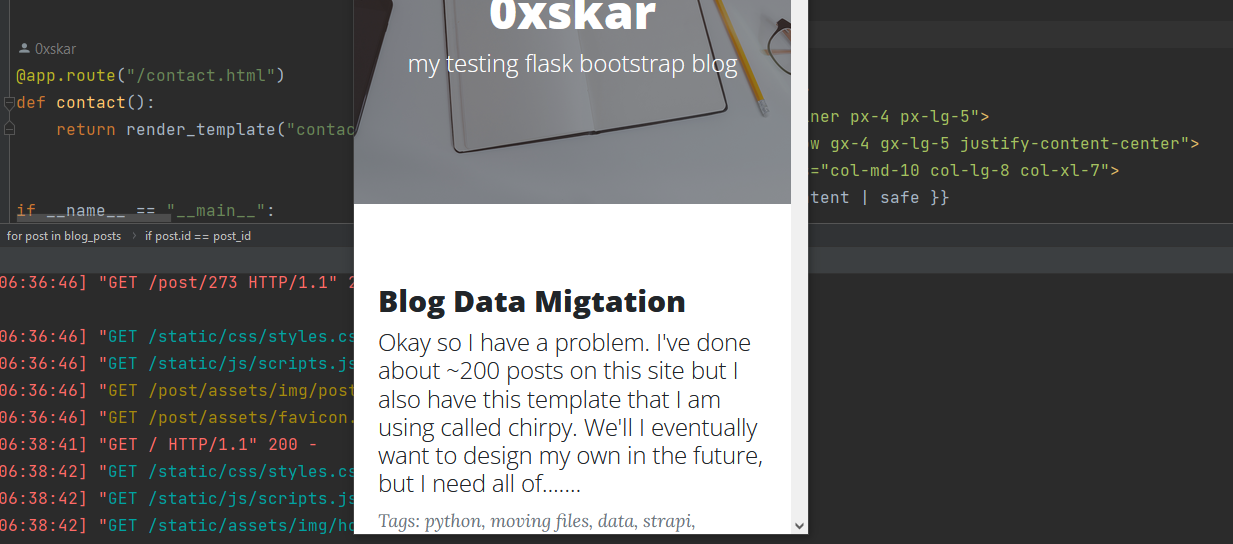 0xskar
@app.route("/contact.html")
def contact():
return render_template("contac
if __name__ == "__main__":
for post in blog_posts
if post.id == post_id
06:36:46] "GET /post/273 HTTP/1.1" 2
06:36:46] "GET /static/css/styles.cs
06:36:46] "GET /static/js/scripts.js
06:36:46] "GET /post/assets/img/post
06:36:46] "GET /post/assets/favicon.
06:38:41] "GET / HTTP/1.1" 200 -
06:38:42] "GET /static/css/styles.cs
06:38:42] "GET /static/js/scripts.js
06:38:42] "GET /static/assets/img/ho
0xskar
my testing flask bootstrap blog
Blog Data Migtation
Okay so I have a problem. I've done
about ~200 posts on this site but I
also have this template that I am
using called chirpy. We'll I eventually
want to design my own in the future,
but I need all of.......
Tags: python, moving files, data, strapi,
ner px-4 px-lg-5">
w gx-4 gx-lg-5 justify-content-center">
="col-md-10 col-lg-8 col-xl-7">
tent | safe }}